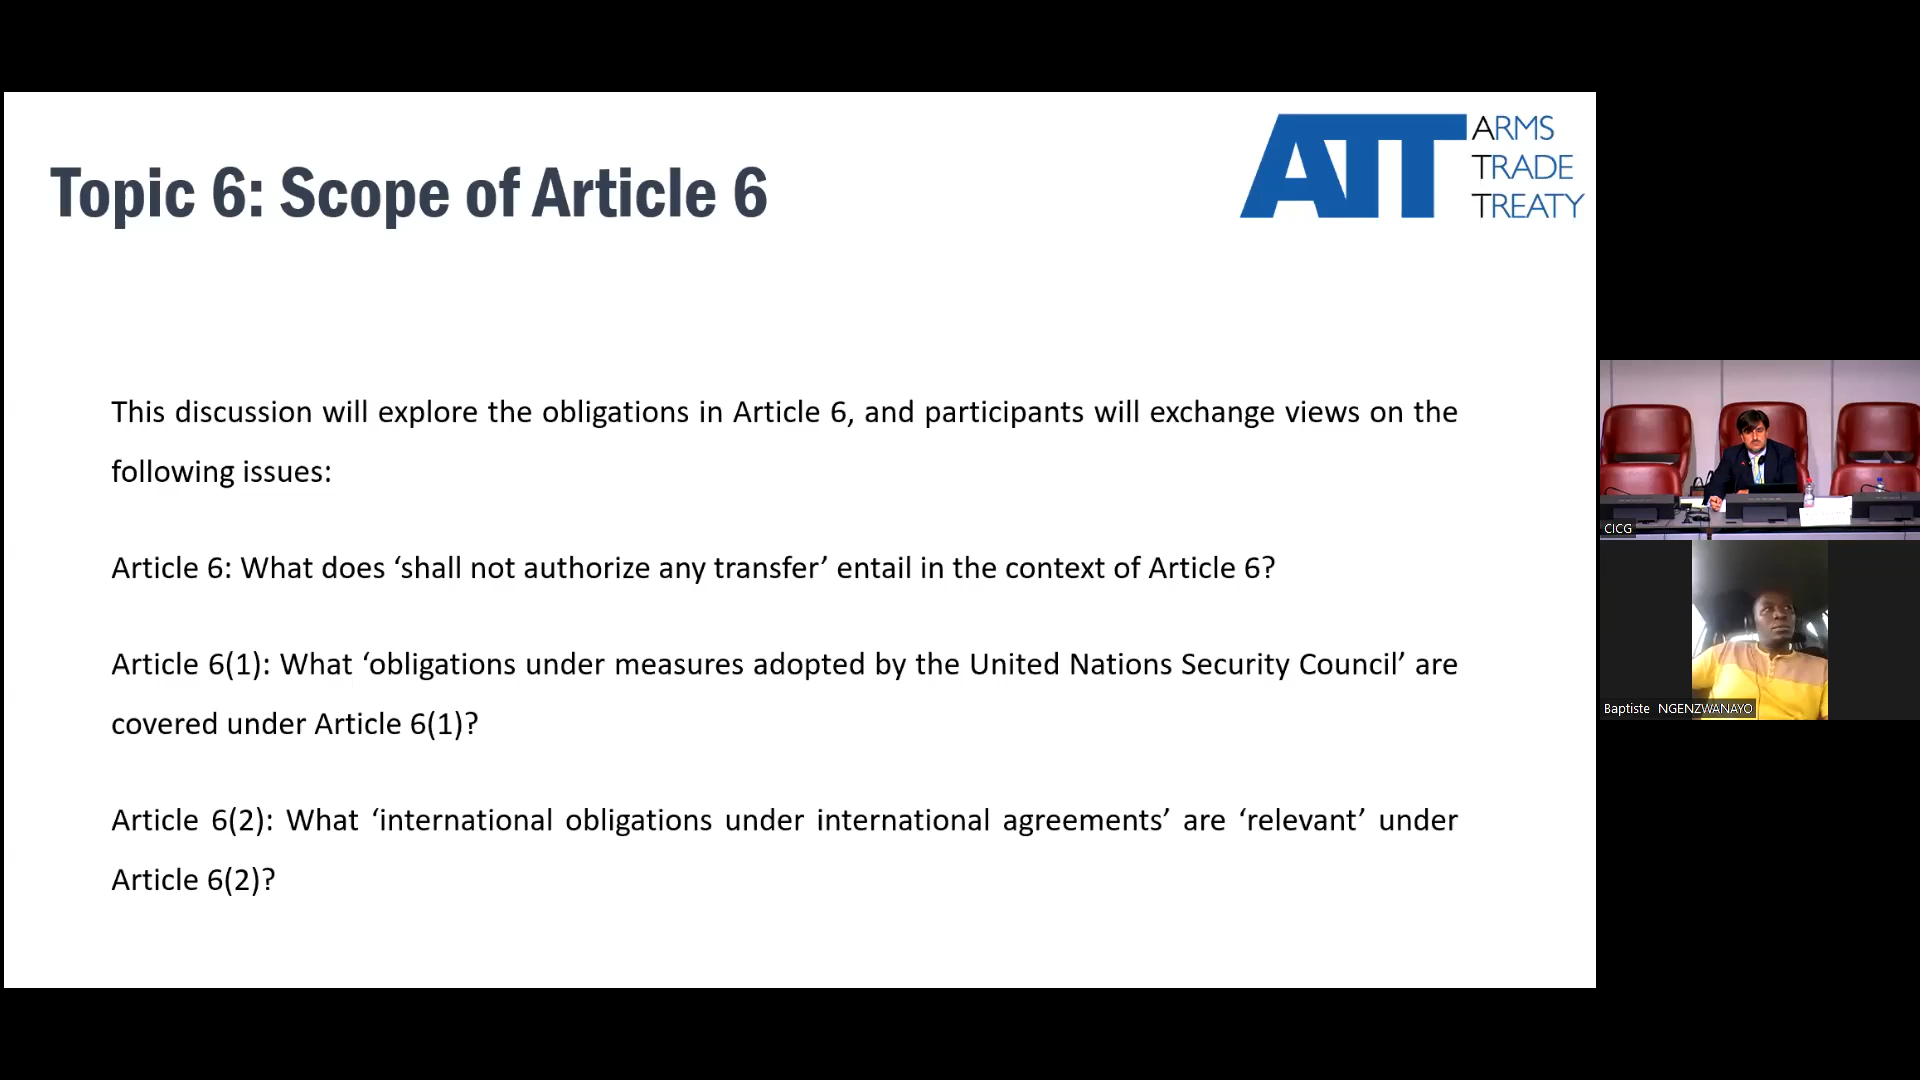 Topic 6: Scope of Article 6
ATT
ARMS
TRADE
TREATY
This discussion will explore the obligations in Article 6, and participants will exchange views on the
following issues:
Article 6: What does ‘shall not authorize any transfer’ entail in the context of Article 6?
Article 6(1): What ‘obligations under measures adopted by the United Nations Security Council’ are
covered under Article 6(1)?
Article 6(2): What ‘international obligations under international agreements’ are ‘relevant’ under
Article 6(2)?
CICG
Baptiste NGENZWANAYO